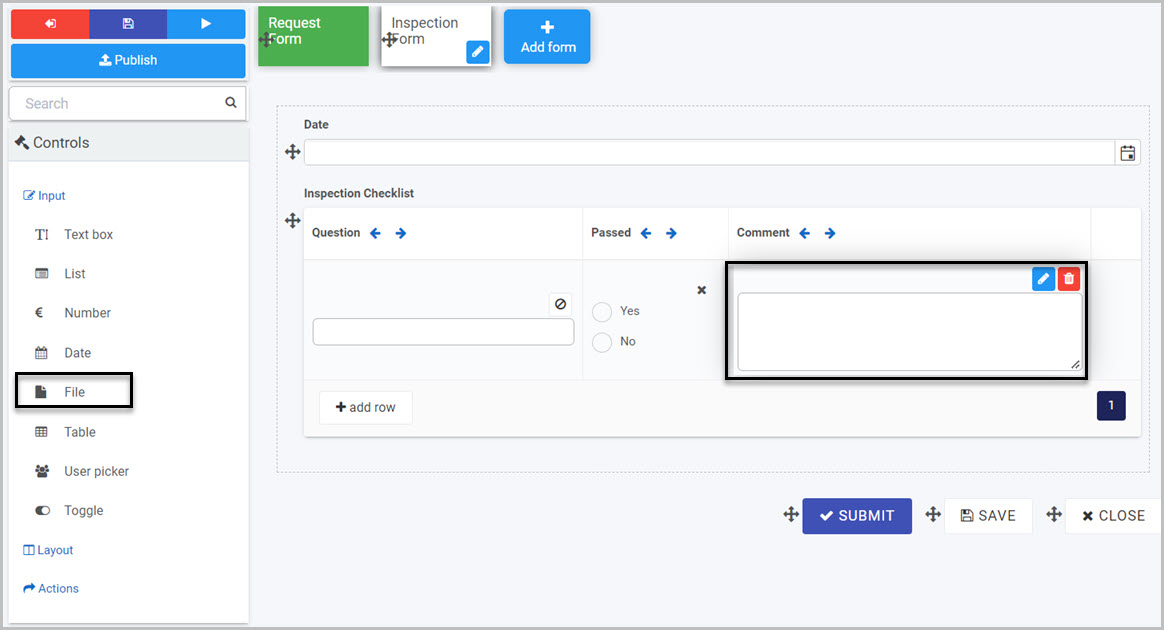 Publish
Search
Controls
Input
Text box
List
Number
Date
File
Table
User picker
Toggle
Layout
Actions
Request
Form
Inspection
Form
Add form
Date
Inspection Checklist
Question
Passed
Comment
Yes
No
add row
1
SUBMIT
SAVE
CLOSE